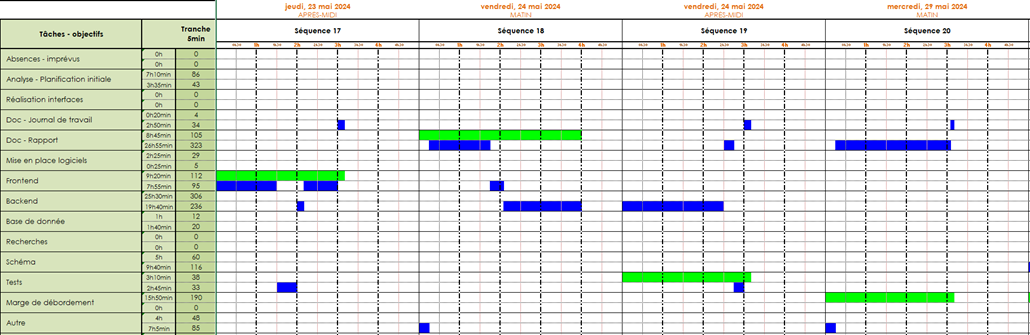 jeudi, 23 mai 2024 vendredi, 24 mai 2024 vendredi, 24 mai 2024 mercredi, 29 mai 2024
APRÈS-MIDI MATIN APRÈS-MIDI MATIN
Tâches - objectifs Tranche 5min Séquence 17 Séquence 18 Séquence 19 Séquence 20
1h 2h 3h 4h 1h 2h 3h 4h 1h 2h 3h 4h 1h 2h 3h 4h
Absences - imprévus 0h 0
0h 0
Analyse - Planification initiale 7h10min 86
3h35min 43
Réalisation interfaces 0h 0
0h 0
Doc - Journal de travail 0h20min 4
2h50min 34
Doc - Rapport 8h45min 105
26h55min 323
Mise en place logiciels 2h25min 29
0h25min 5
Frontend 9h20min 112
7h55min 95
Backend 25h30min 306
19h40min 236
Base de donnée 1h 12
1h40min 20
Recherches 0h 0
0h 0
Schéma 5h 60
9h40min 116
Tests 3h10min 38
2h45min 33
Marge de débordement 15h50min 190
0h 0
Autre 4h 48
7h5min 85